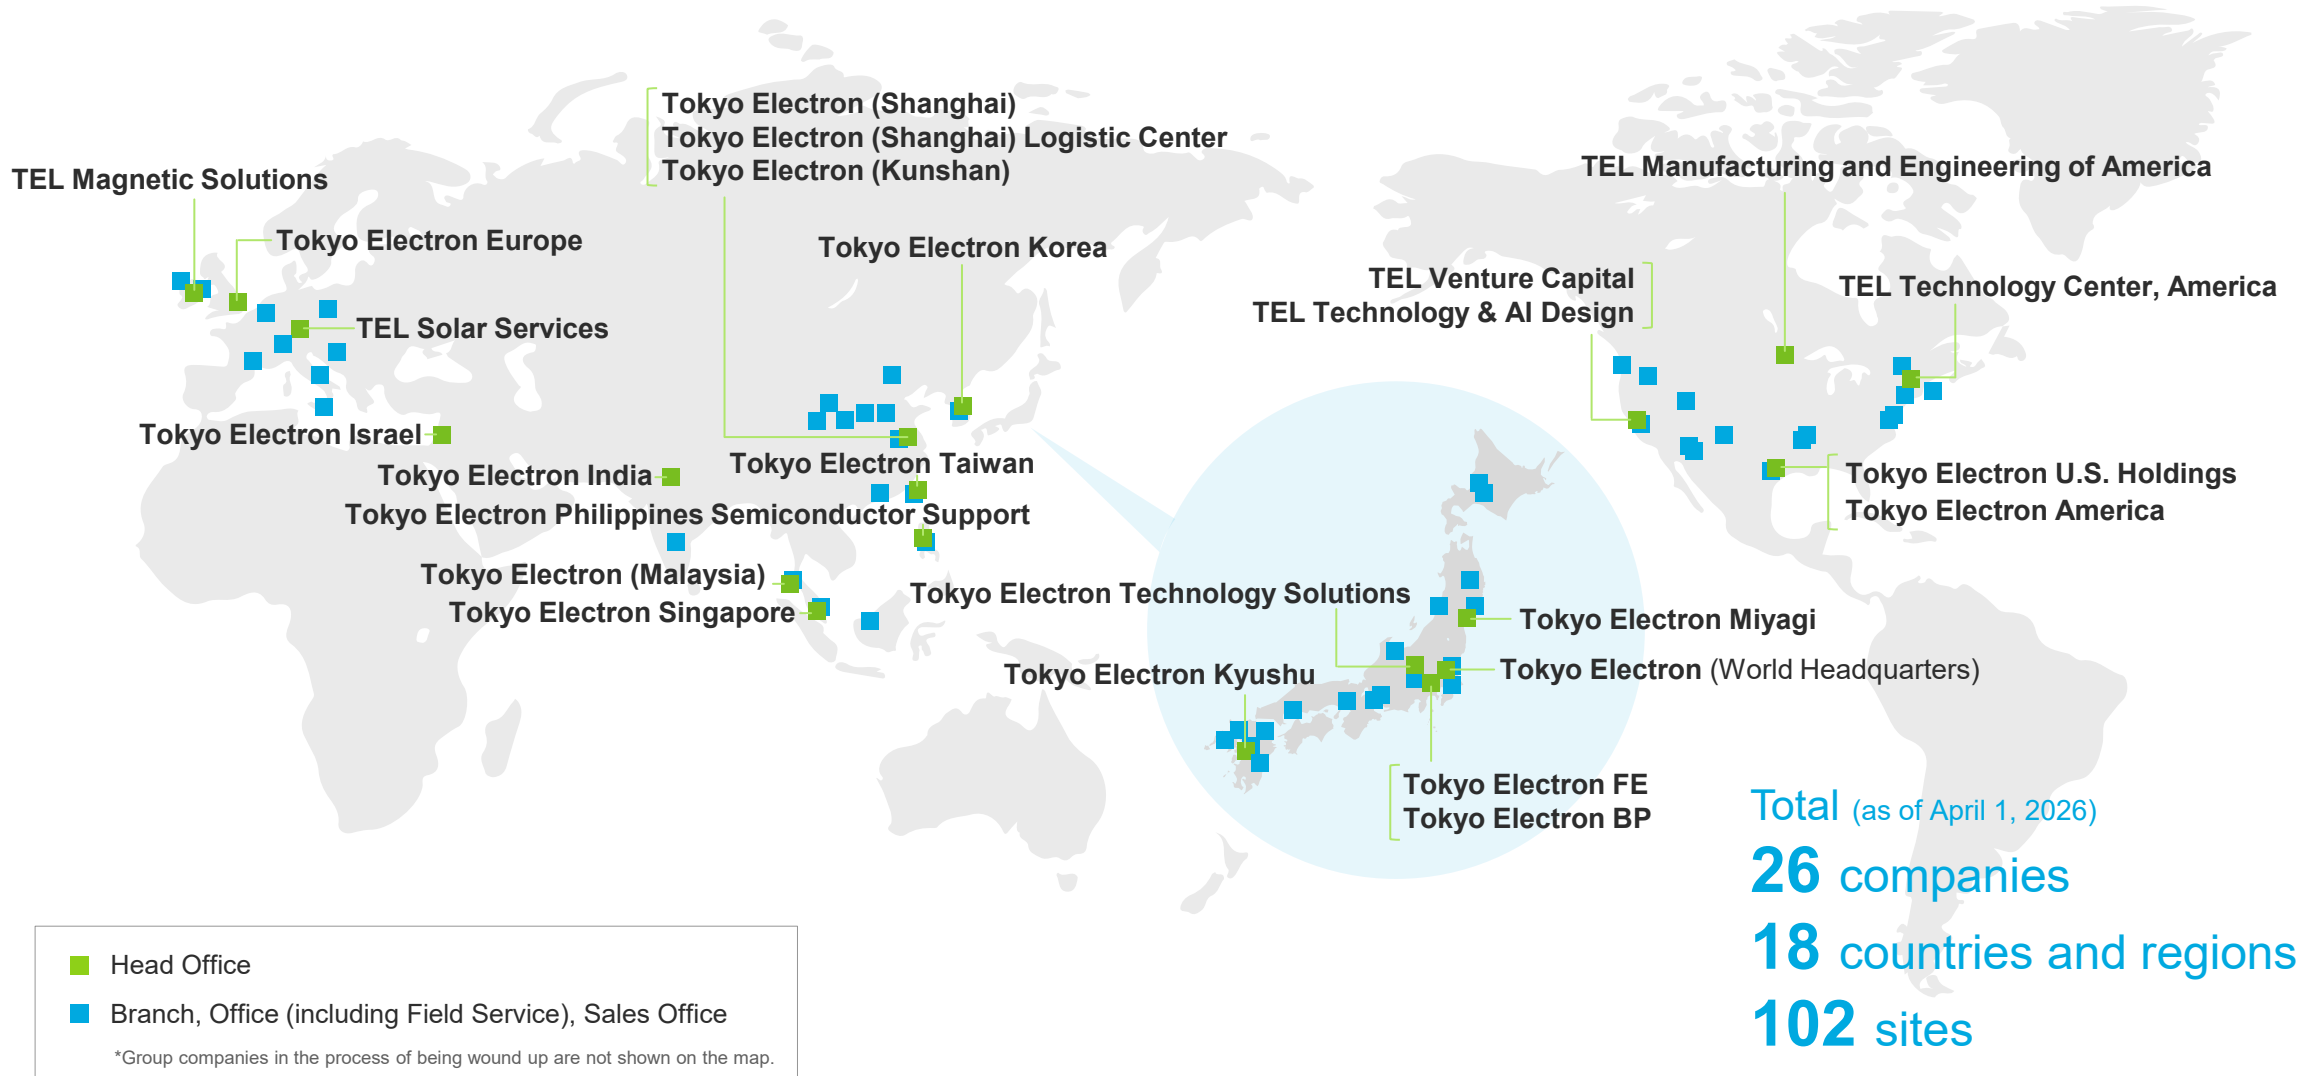 Tokyo Electron (Shanghai)
Tokyo Electron (Shanghai) Logistic Center
Tokyo Electron (Kunshan)
TEL Magnetic Solutions
Tokyo Electron Europe
TEL Solar Services
Tokyo Electron Korea
Tokyo Electron Israel
Tokyo Electron India
Tokyo Electron Taiwan
Tokyo Electron Philippines Semiconductor Support
Tokyo Electron (Malaysia)
Tokyo Electron Singapore
TEL Manufacturing and Engineering of America
TEL Venture Capital
TEL Technology & AI Design
TEL Technology Center, America
Tokyo Electron U.S. Holdings
Tokyo Electron America
Tokyo Electron Technology Solutions
Tokyo Electron Miyagi
Tokyo Electron (World Headquarters)
Tokyo Electron Kyushu
Tokyo Electron FE
Tokyo Electron BP
Total (as of April 1, 2026)
26 companies
18 countries and regions
102 sites
Head Office
Branch, Office (including Field Service), Sales Office
*Group companies in the process of being wound up are not shown on the map.